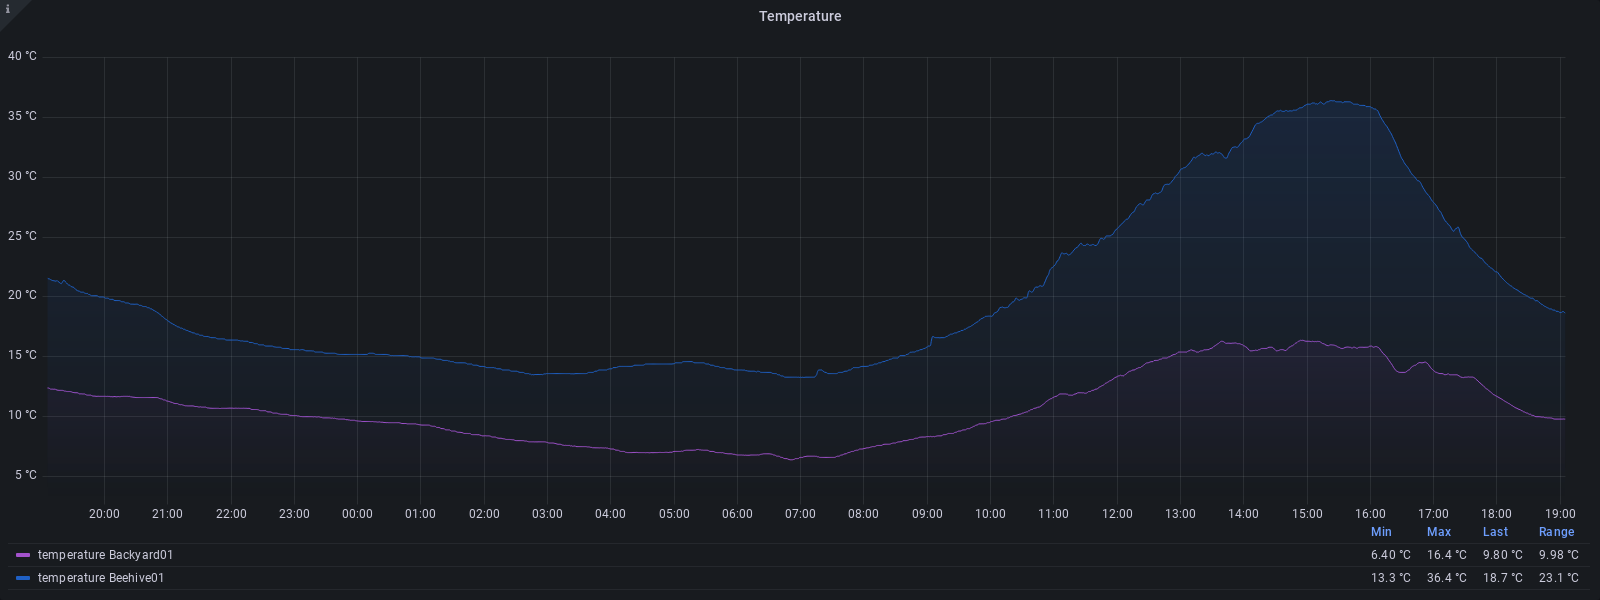 i
Temperature
40 °C
35 °C
30 °C
25 °C
20 °C
15 °C
10 °C
5 °C
20:00 21:00 22:00 23:00 00:00 01:00 02:00 03:00 04:00 05:00 06:00 07:00 08:00 09:00 10:00 11:00 12:00 13:00 14:00 15:00 16:00 17:00 18:00 19:00
Min Max Last Range
temperature Backyard01 6.40 °C 16.4 °C 9.80 °C 9.98 °C
temperature Beehive01 13.3 °C 36.4 °C 18.7 °C 23.1 °C